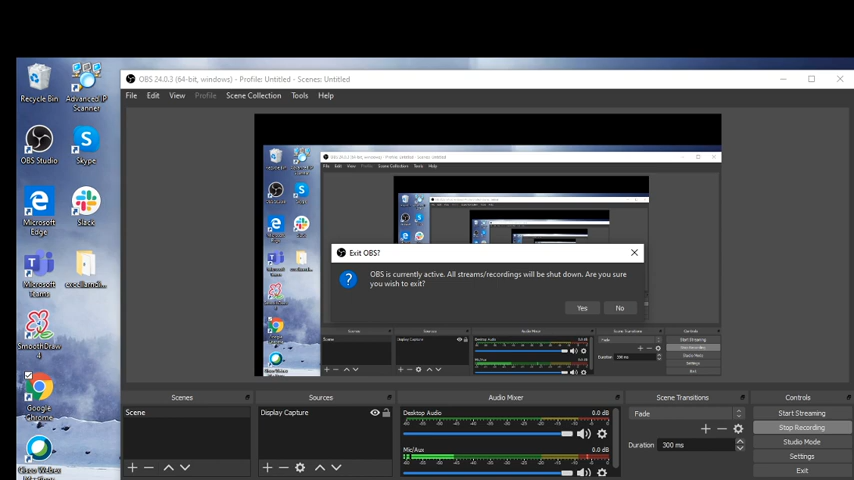 Recycle Bin
Advanced IP
Scanner
OBS Studio
Skype
Microsoft
Edge
Slack
Microsoft
Teams
SmoothDraw
4
Google
Chrome
OBS 24.0.3 (64-bit, windows) - Profile: Untitled - Scenes: Untitled
File Edit View Profile Scene Collection Tools Help
Exit OBS?
OBS is currently active. All streams/recordings will be shut down. Are you sure
you wish to exit?
Yes No
Scenes
Scene
Sources
Display Capture
Audio Mixer
Desktop Audio 0.0 dB
Mic/Aux 0.0 dB
Scene Transitions
Fade
Duration 300 ms
Controls
Start Streaming
Stop Recording
Studio Mode
Settings
Exit